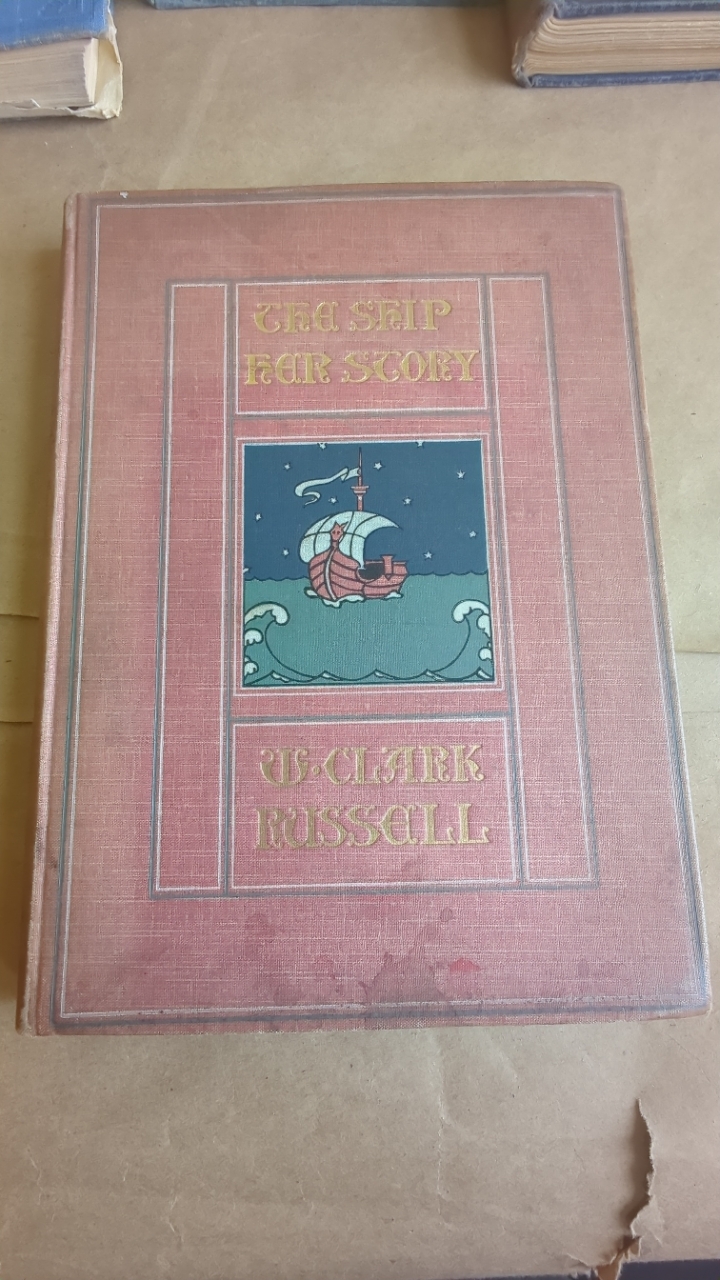 THE SHIP
HER STORY
W·CLARK
RUSSELL